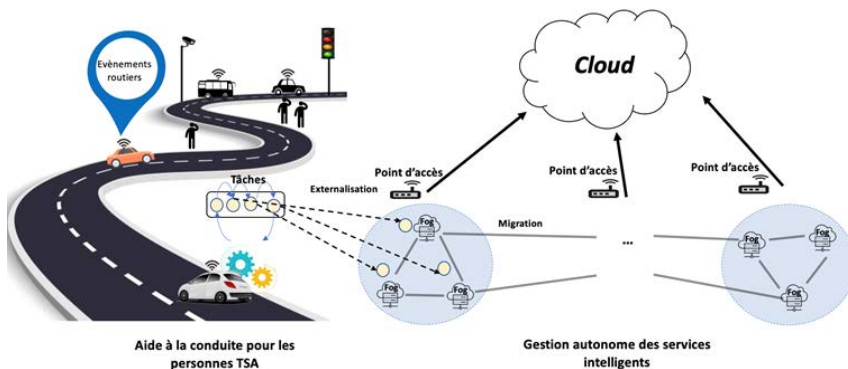 Evènements
routiers
Cloud
Point d'accès
Point d'accès
Point d'accès
Tâches
Externalisation
Fog
Migration
...
Fog
Fog
Fog
Fog
Fog
Fog
Aide à la conduite pour les
personnes TSA
Gestion autonome des services
intelligents